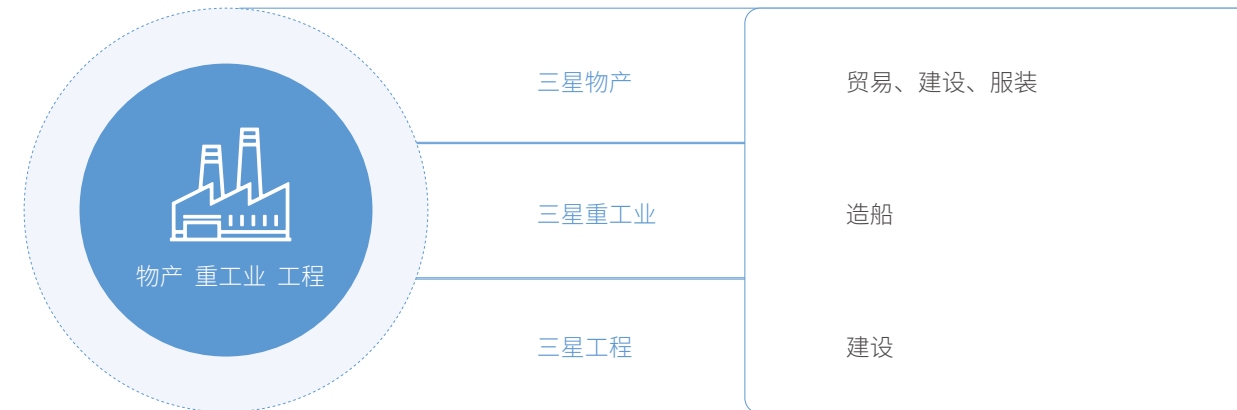 物产 重工业 工程
三星物产
贸易、建设、服装
三星重工业
造船
三星工程
建设